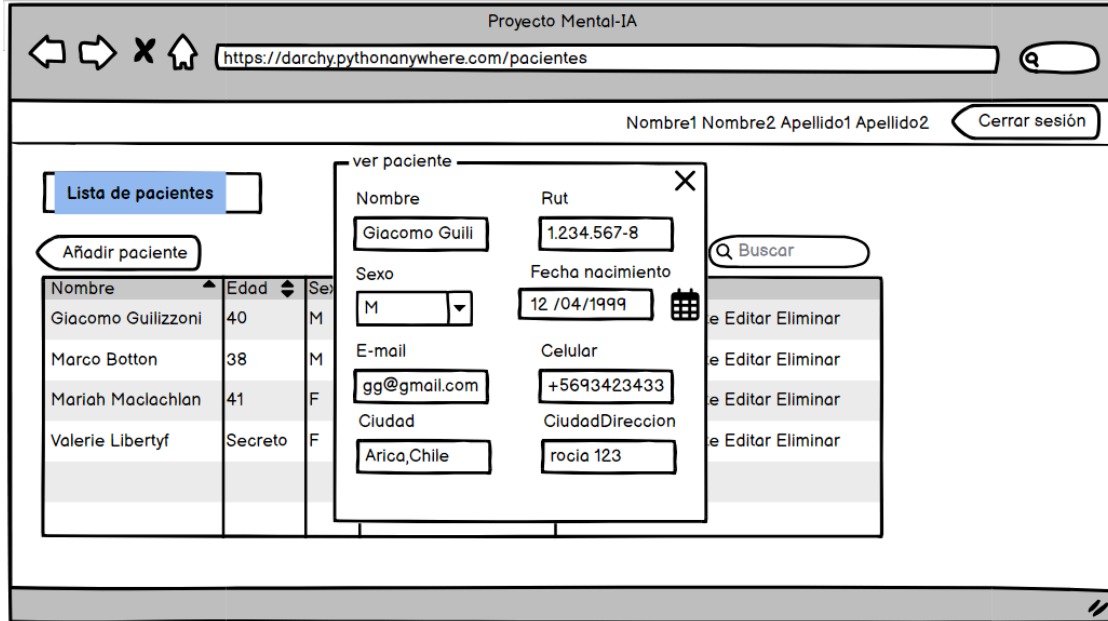 Proyecto Mental-IA
https://darchy.pythonanywhere.com/pacientes
Nombre1 Nombre2 Apellido1 Apellido2
Cerrar sesión
Lista de pacientes
Añadir paciente
Buscar
Nombre Edad
Giacomo Guilizzoni 40 M Editar Eliminar
Marco Botton 38 M Editar Eliminar
Mariah Maclachlan 41 F Editar Eliminar
Valerie Libertyf Secreto F Editar Eliminar
ver paciente
Nombre Rut
Giacomo Guili 1.234.567-8
Sexo Fecha nacimiento
M 12 /04/1999
E-mail Celular
gg@gmail.com +5693423433
Ciudad CiudadDireccion
Arica,Chile rocia 123